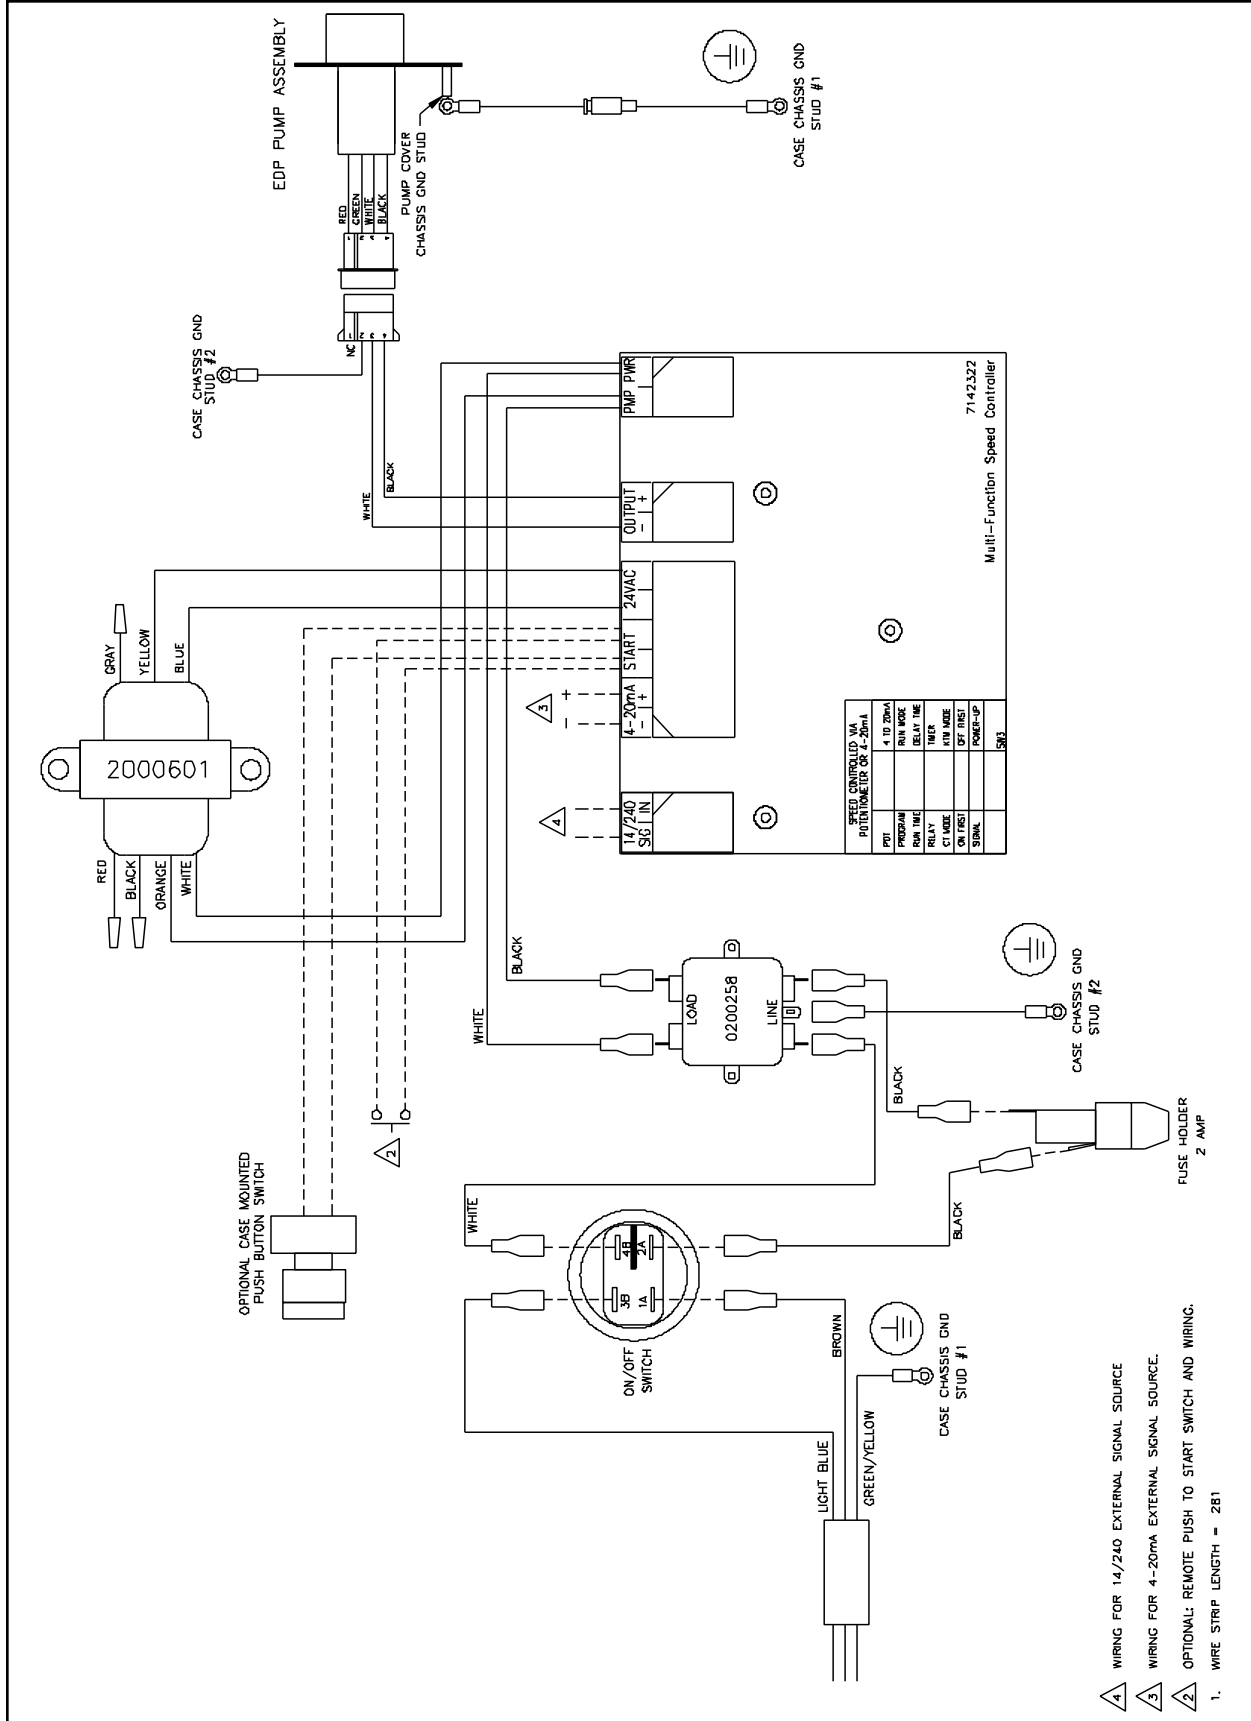 EDP PUMP ASSEMBLY
RED
GREEN
WHITE
BLACK
PUMP COVER
CHASSIS GND STUD
CASE CHASSIS GND
STUD #1
CASE CHASSIS GND
STUD #2
NC
1
2
3
4
WHITE
BLACK
GRAY
YELLOW
BLUE
2000601
RED
BLACK
ORANGE
WHITE
14/240
SIG IN
4-20mA
- +
START
24VAC
OUTPUT
- +
PMP PWR
4
3
- +
7142322
Multi-Function Speed Controller
SPEED CONTROLLED VIA
POTENTIOMETER OR 4-20mA
POT 4 TO 20mA
PROGRAM RUN MODE
RUN TIME DELAY TIME
RELAY TIMER
CT MODE KTM MODE
ON FIRST OFF FIRST
SIGNAL POWER-UP
SW3
WHITE
BLACK
LOAD
0200258
LINE
CASE CHASSIS GND
STUD #2
BLACK
FUSE HOLDER
2 AMP
BLACK
WHITE
OPTIONAL CASE MOUNTED
PUSH BUTTON SWITCH
2
3B 4B
1A 2A
ON/OFF
SWITCH
BROWN
LIGHT BLUE
GREEN/YELLOW
CASE CHASSIS GND
STUD #1
4 WIRING FOR 14/240 EXTERNAL SIGNAL SOURCE
3 WIRING FOR 4-20mA EXTERNAL SIGNAL SOURCE.
2 OPTIONAL: REMOTE PUSH TO START SWITCH AND WIRING.
1. WIRE STRIP LENGTH = .281